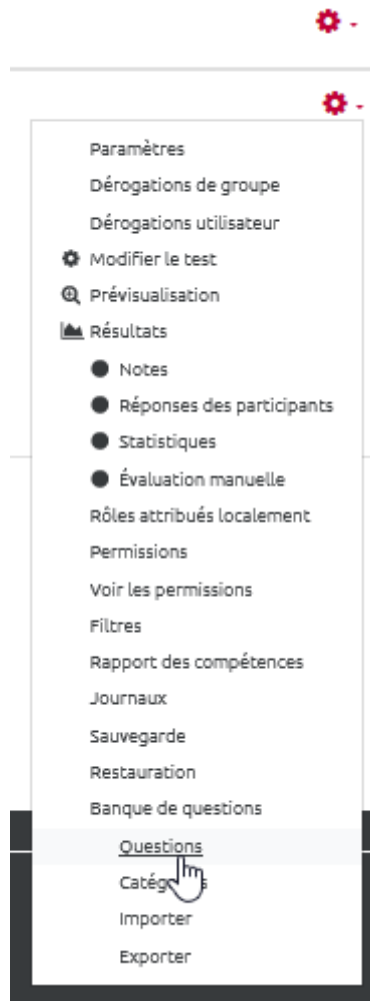 Paramètres
Dérogations de groupe
Dérogations utilisateur
Modifier le test
Prévisualisation
Résultats
Notes
Réponses des participants
Statistiques
Évaluation manuelle
Rôles attribués localement
Permissions
Voir les permissions
Filtres
Rapport des compétences
Journaux
Sauvegarde
Restauration
Banque de questions
Questions
Importer
Exporter